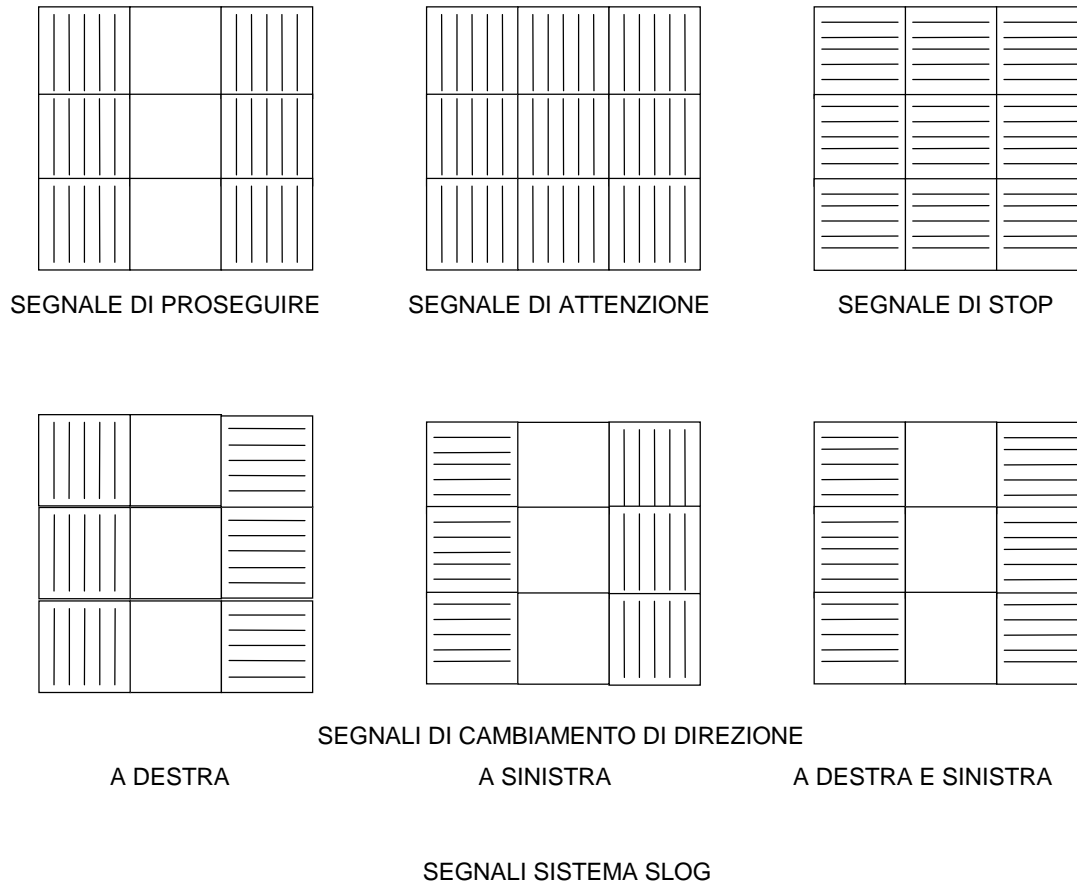 SEGNALE DI PROSEGUIRE
SEGNALE DI ATTENZIONE
SEGNALE DI STOP
SEGNALI DI CAMBIAMENTO DI DIREZIONE
A DESTRA
A SINISTRA
A DESTRA E SINISTRA
SEGNALI SISTEMA SLOG